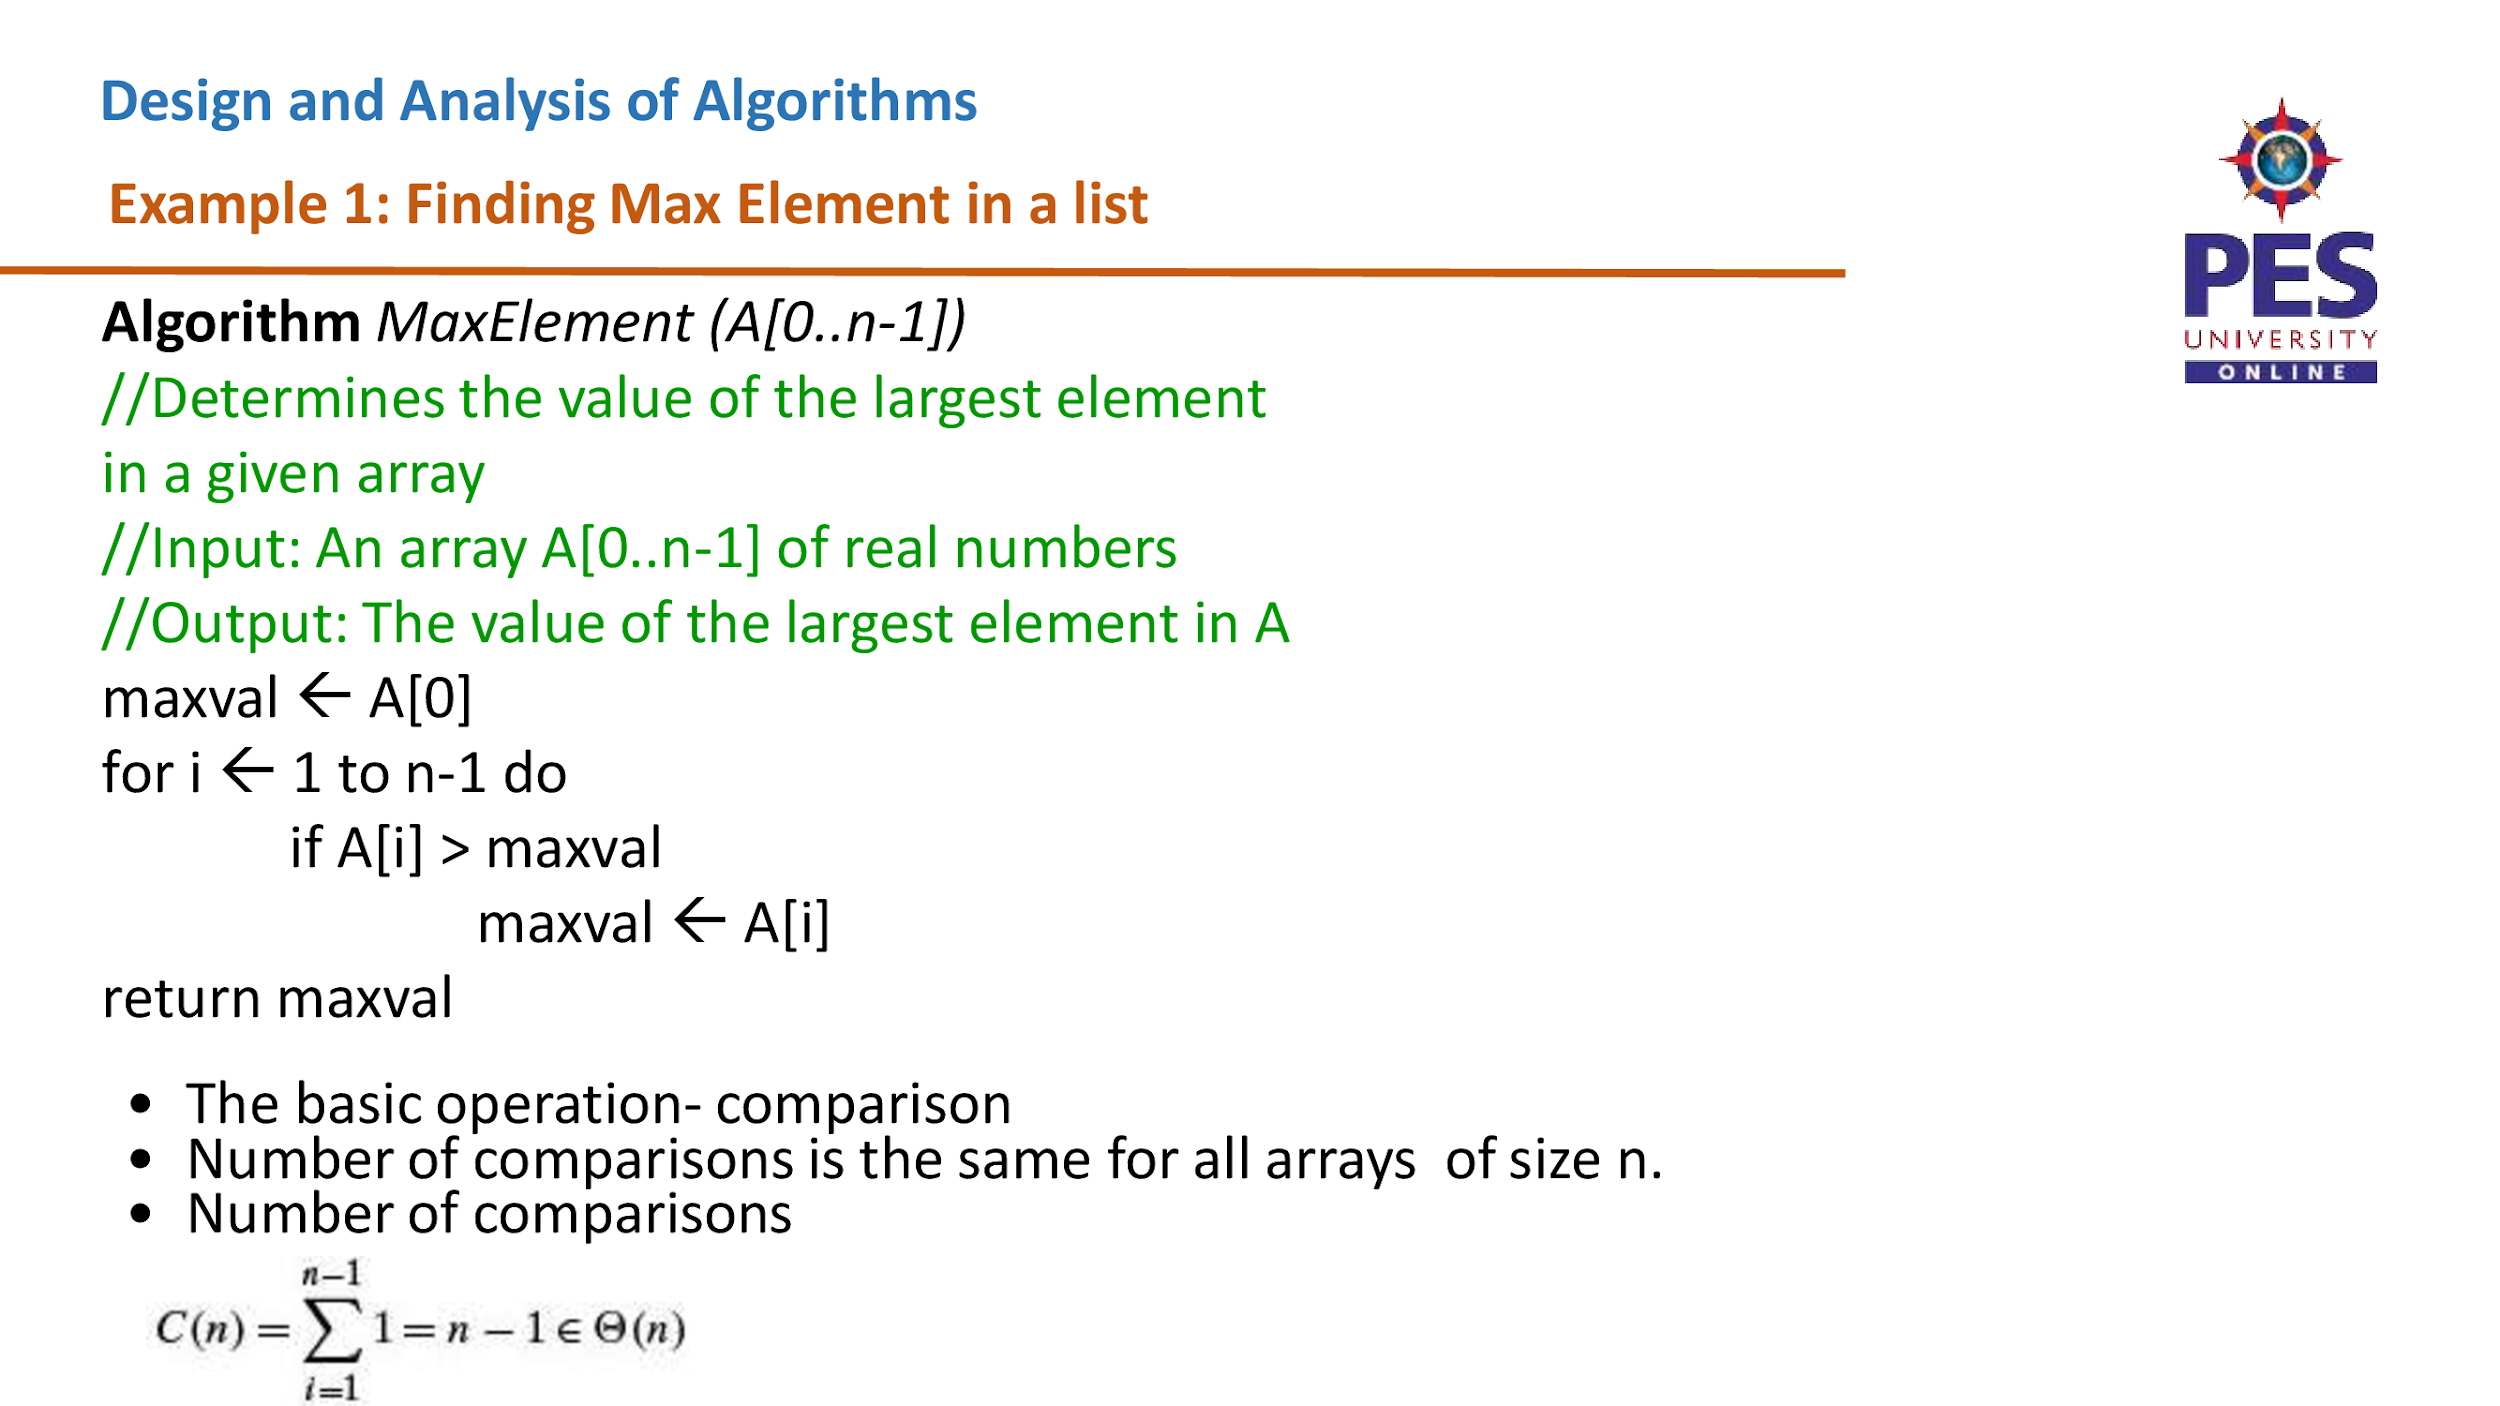 Design and Analysis of Algorithms
Example 1: Finding Max Element in a list
PES
UNIVERSITY
ONLINE
Algorithm MaxElement (A[0..n-1])
//Determines the value of the largest element
in a given array
//Input: An array A[0..n-1] of real numbers
//Output: The value of the largest element in A
maxval ← A[0]
for i ← 1 to n-1 do
if A[i] > maxval
maxval ← A[i]
return maxval
• The basic operation- comparison
• Number of comparisons is the same for all arrays  of size n.
• Number of comparisons
n−1
C(n) = ∑ 1 = n − 1 ∈ Θ(n)
i=1